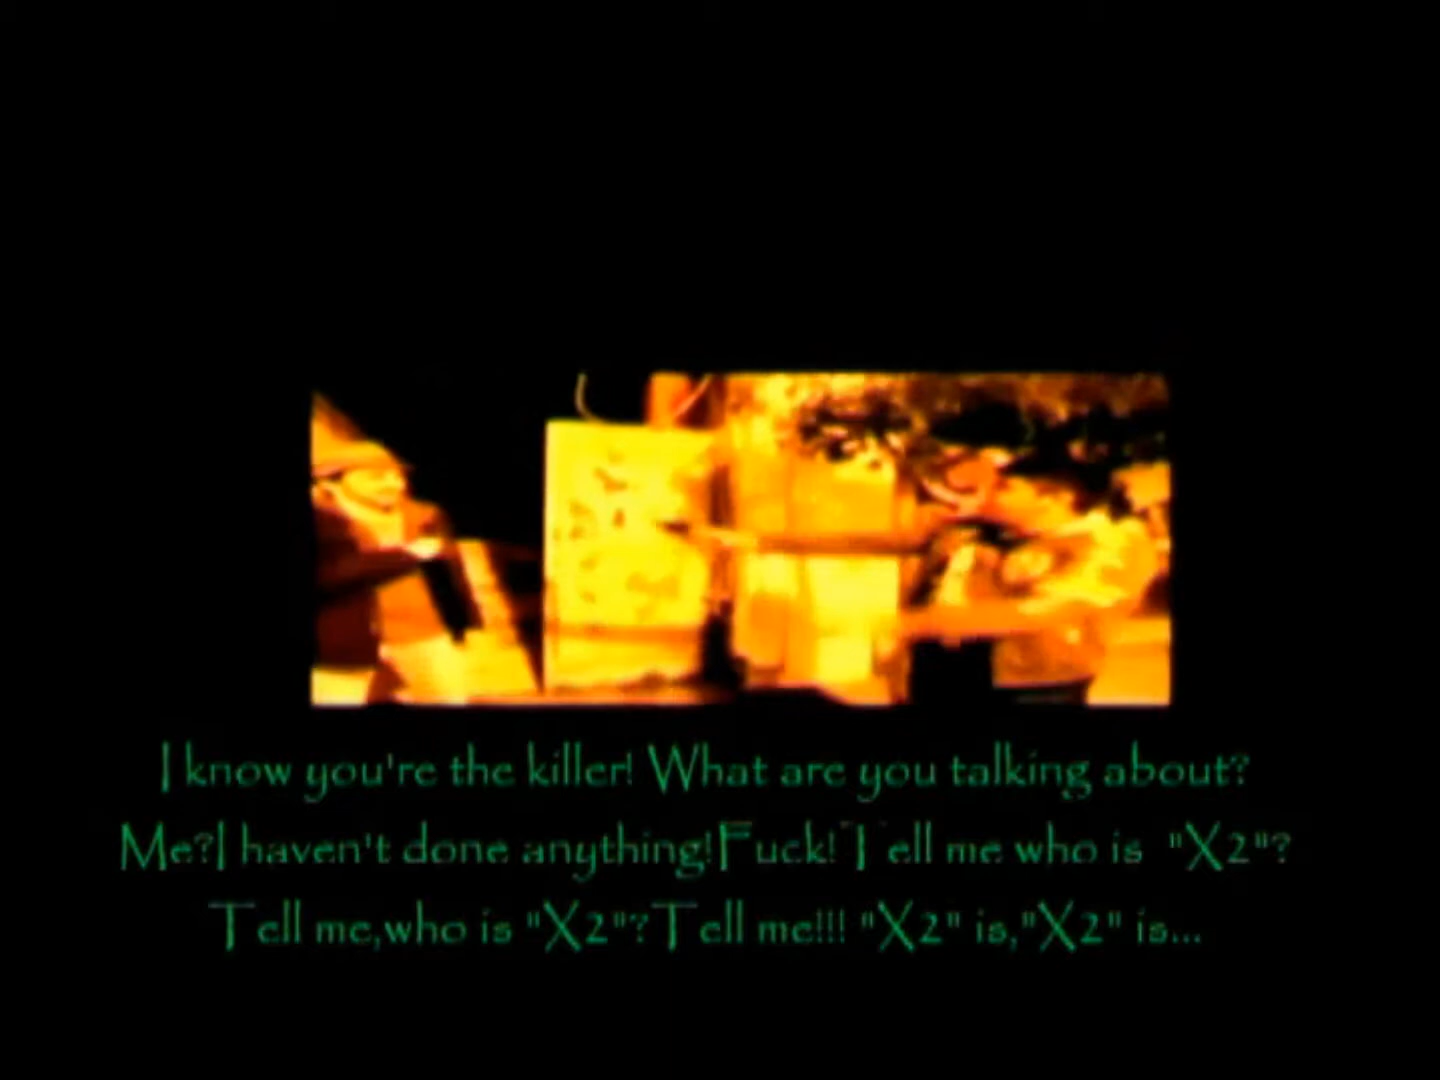 I know you're the killer! What are you talking about?
Me?I haven't done anything!Fuck!Tell me who is "X2"?
Tell me,who is "X2"?Tell me!!! "X2" is,"X2" is...